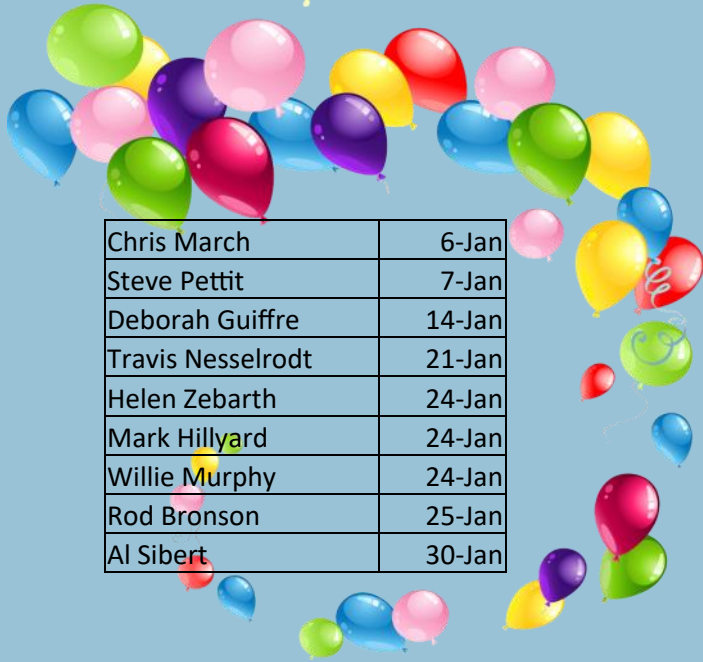 Chris March 6-Jan
Steve Pettit 7-Jan
Deborah Guiffre 14-Jan
Travis Nesselrodt 21-Jan
Helen Zebarth 24-Jan
Mark Hillyard 24-Jan
Willie Murphy 24-Jan
Rod Bronson 25-Jan
Al Sibert 30-Jan